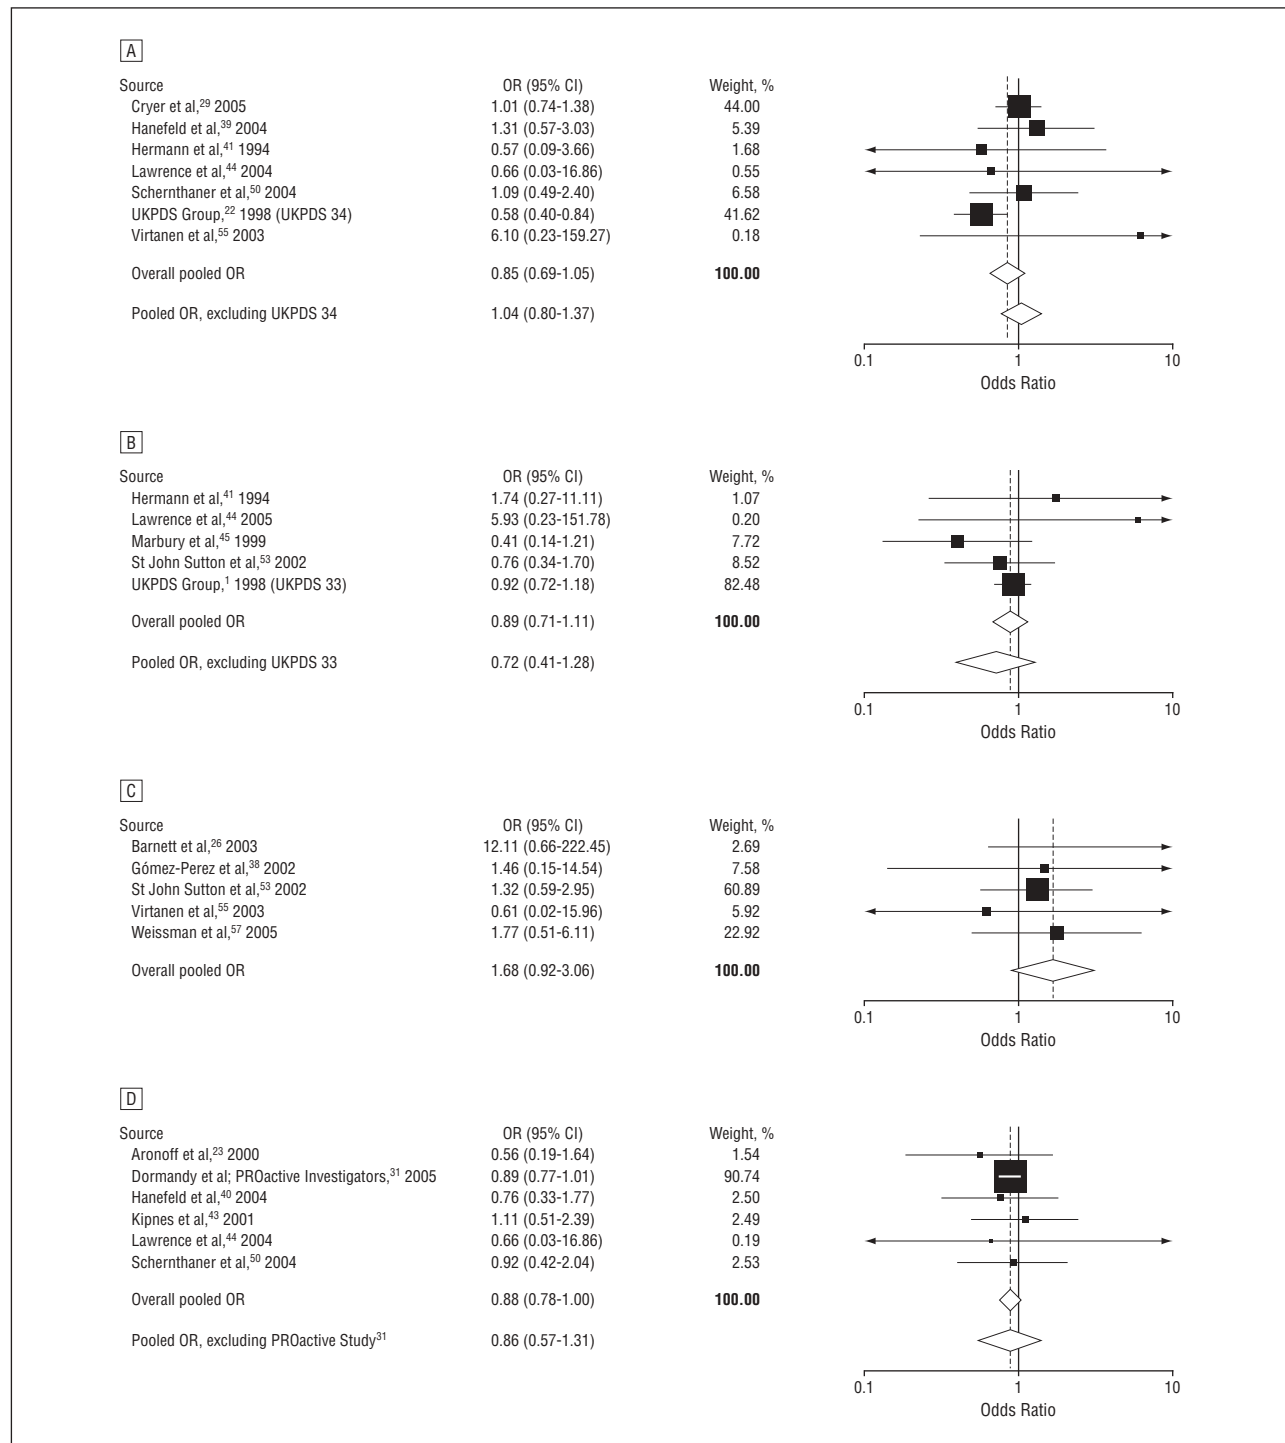 A
Source OR (95% CI) Weight, %
Cryer et al,29 2005 1.01 (0.74-1.38) 44.00
Hanefeld et al,39 2004 1.31 (0.57-3.03) 5.39
Hermann et al,41 1994 0.57 (0.09-3.66) 1.68
Lawrence et al,44 2004 0.66 (0.03-16.86) 0.55
Schernthaner et al,50 2004 1.09 (0.49-2.40) 6.58
UKPDS Group,22 1998 (UKPDS 34) 0.58 (0.40-0.84) 41.62
Virtanen et al,55 2003 6.10 (0.23-159.27) 0.18
Overall pooled OR 0.85 (0.69-1.05) 100.00
Pooled OR, excluding UKPDS 34 1.04 (0.80-1.37)
0.1 1 10
Odds Ratio
B
Source OR (95% CI) Weight, %
Hermann et al,41 1994 1.74 (0.27-11.11) 1.07
Lawrence et al,44 2005 5.93 (0.23-151.78) 0.20
Marbury et al,45 1999 0.41 (0.14-1.21) 7.72
St John Sutton et al,53 2002 0.76 (0.34-1.70) 8.52
UKPDS Group,1 1998 (UKPDS 33) 0.92 (0.72-1.18) 82.48
Overall pooled OR 0.89 (0.71-1.11) 100.00
Pooled OR, excluding UKPDS 33 0.72 (0.41-1.28)
0.1 1 10
Odds Ratio
C
Source OR (95% CI) Weight, %
Barnett et al,26 2003 12.11 (0.66-222.45) 2.69
Gómez-Perez et al,38 2002 1.46 (0.15-14.54) 7.58
St John Sutton et al,53 2002 1.32 (0.59-2.95) 60.89
Virtanen et al,55 2003 0.61 (0.02-15.96) 5.92
Weissman et al,57 2005 1.77 (0.51-6.11) 22.92
Overall pooled OR 1.68 (0.92-3.06) 100.00
0.1 1 10
Odds Ratio
D
Source OR (95% CI) Weight, %
Aronoff et al,23 2000 0.56 (0.19-1.64) 1.54
Dormandy et al; PROactive Investigators,31 2005 0.89 (0.77-1.01) 90.74
Hanefeld et al,40 2004 0.76 (0.33-1.77) 2.50
Kipnes et al,43 2001 1.11 (0.51-2.39) 2.49
Lawrence et al,44 2004 0.66 (0.03-16.86) 0.19
Schernthaner et al,50 2004 0.92 (0.42-2.04) 2.53
Overall pooled OR 0.88 (0.78-1.00) 100.00
Pooled OR, excluding PROactive Study31 0.86 (0.57-1.31)
0.1 1 10
Odds Ratio